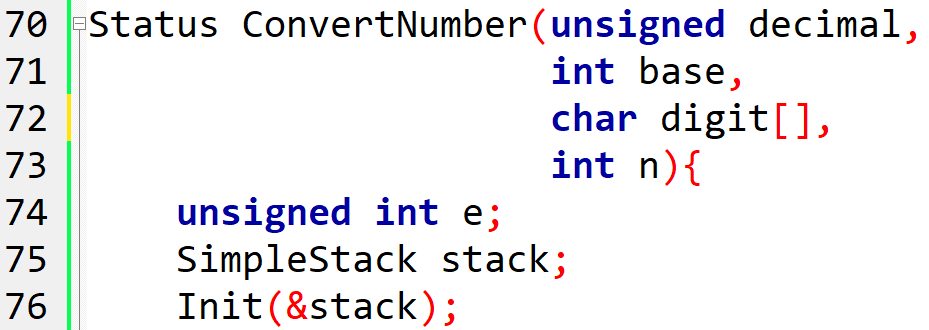 70 Status ConvertNumber(unsigned decimal,
71 int base,
72 char digit[],
73 int n){
74 unsigned int e;
75 SimpleStack stack;
76 Init(&stack);